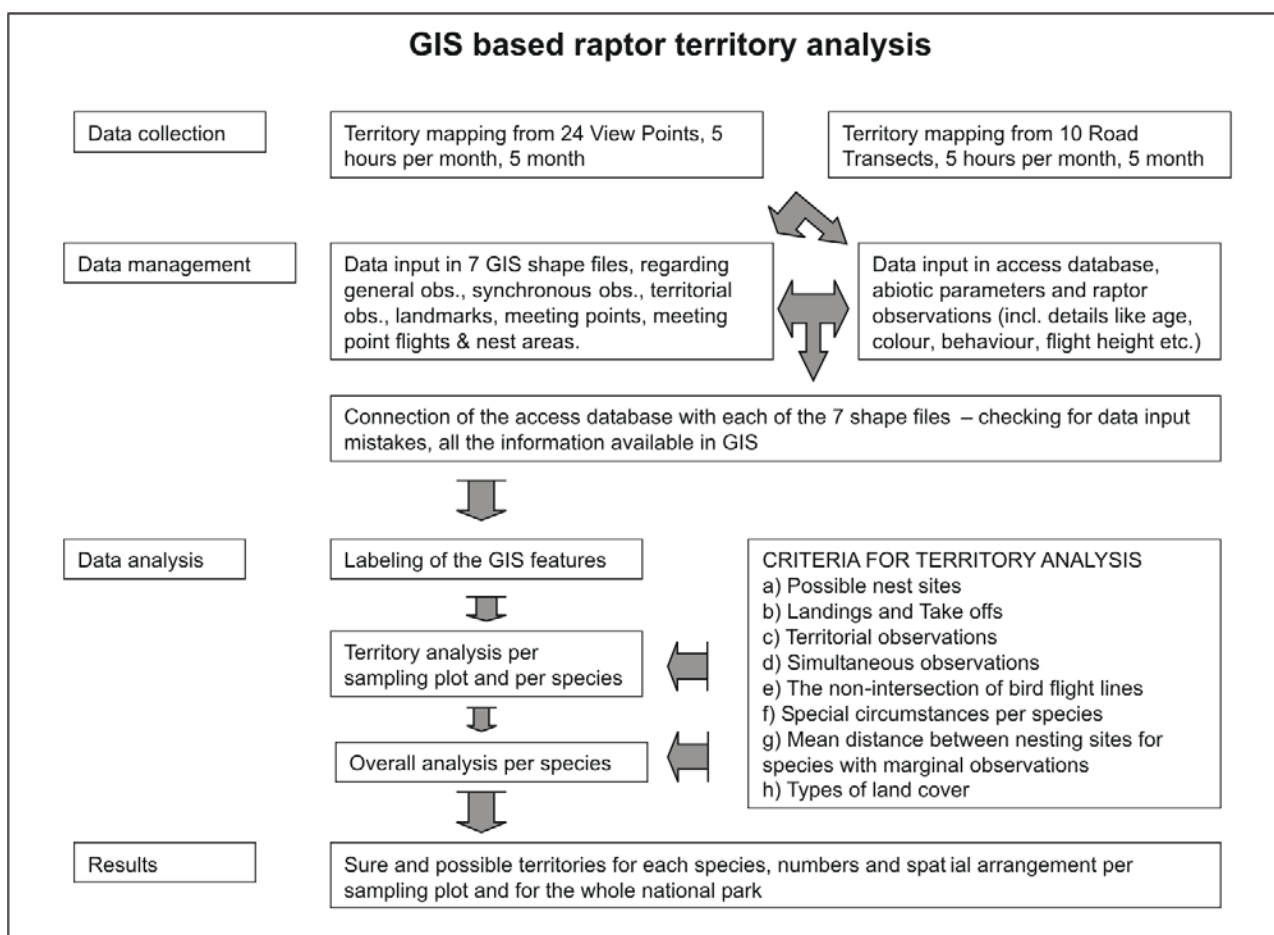 GIS based raptor territory analysis
Data collection
Territory mapping from 24 View Points, 5
hours per month, 5 month
Territory mapping from 10 Road
Transects, 5 hours per month, 5 month
Data management
Data input in 7 GIS shape files, regarding
general obs., synchronous obs., territorial
obs., landmarks, meeting points, meeting
point flights & nest areas.
Data input in access database,
abiotic parameters and raptor
observations (incl. details like age,
colour, behaviour, flight height etc.)
Connection of the access database with each of the 7 shape files – checking for data input
mistakes, all the information available in GIS
Data analysis
Labeling of the GIS features
Territory analysis per
sampling plot and per species
Overall analysis per species
CRITERIA FOR TERRITORY ANALYSIS
a) Possible nest sites
b) Landings and Take offs
c) Territorial observations
d) Simultaneous observations
e) The non-intersection of bird flight lines
f) Special circumstances per species
g) Mean distance between nesting sites for
species with marginal observations
h) Types of land cover
Results
Sure and possible territories for each species, numbers and spatial arrangement per
sampling plot and for the whole national park